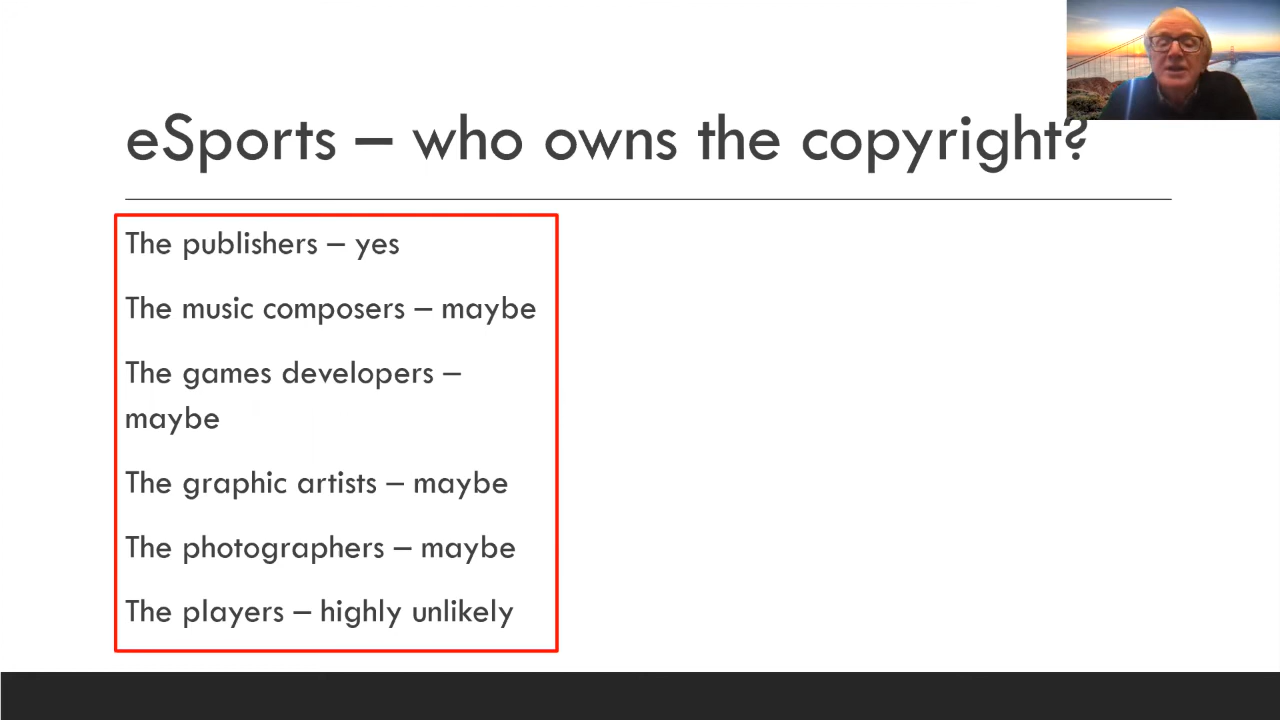 eSports – who owns the copyright?
The publishers – yes
The music composers – maybe
The games developers –
maybe
The graphic artists – maybe
The photographers – maybe
The players – highly unlikely